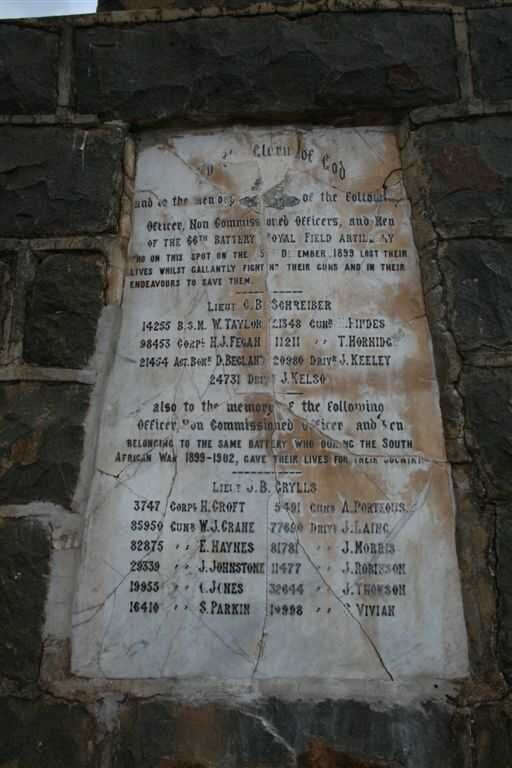 Glory of God
and to the memory of the following
Officer, Non Commissioned Officers, and Men
OF THE 66TH BATTERY ROYAL FIELD ARTILLERY
WHO ON THIS SPOT ON THE DECEMBER 1899 LOST THEIR
LIVES WHILST GALLANTLY FIGHTING THEIR GUNS AND IN THEIR
ENDEAVOURS TO SAVE THEM.
LIEUT C. B. SCHREIBER
14255 B.S.M. W. TAYLOR 21348 GUNR
98453 CORPL H.J. FEGAN 11211 " T. HORNIDGE
21454 ACT. BOMR D. BEGLAND 20980 DRIVR J. KEELEY
24731 DRIVR J. KELSO
also to the memory of the following
Officer, Non Commissioned Officer and Men
BELONGING TO THE SAME BATTERY WHO DURING THE SOUTH
AFRICAN WAR 1899-1902, GAVE THEIR LIVES FOR THEIR COUNTRY
LIEUT J. B. GRYLLS
3747 CORPL H. CROFT 5491 GUNR A. PORTEOUS
85950 GUNR W.J. CRANE 77690 DRIVR J. LAING
82875 " E. HAYNES 81781 " J. MORRIS
29339 " J. JOHNSTONE 11477 " J. ROBINSON
19953 " JONES 32644 " J. THOMSON
16410 " S. PARKIN " VIVIAN